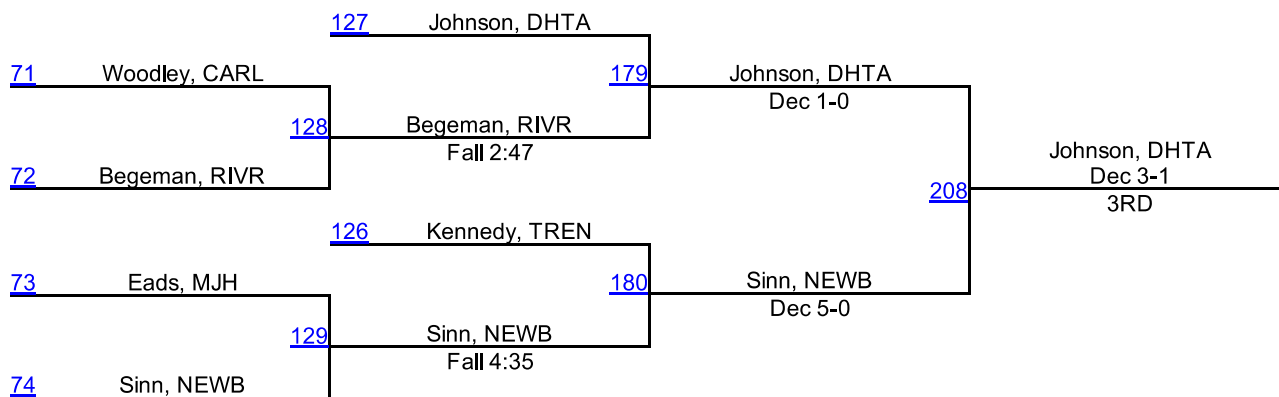 127 Johnson, DHTA
71 Woodley, CARL
179 Johnson, DHTA
Dec 1-0
128 Begeman, RIVR
Fall 2:47
Johnson, DHTA
72 Begeman, RIVR
Dec 3-1
208
3RD
126 Kennedy, TREN
73 Eads, MJH
180 Sinn, NEWB
Dec 5-0
129 Sinn, NEWB
Fall 4:35
74 Sinn, NEWB